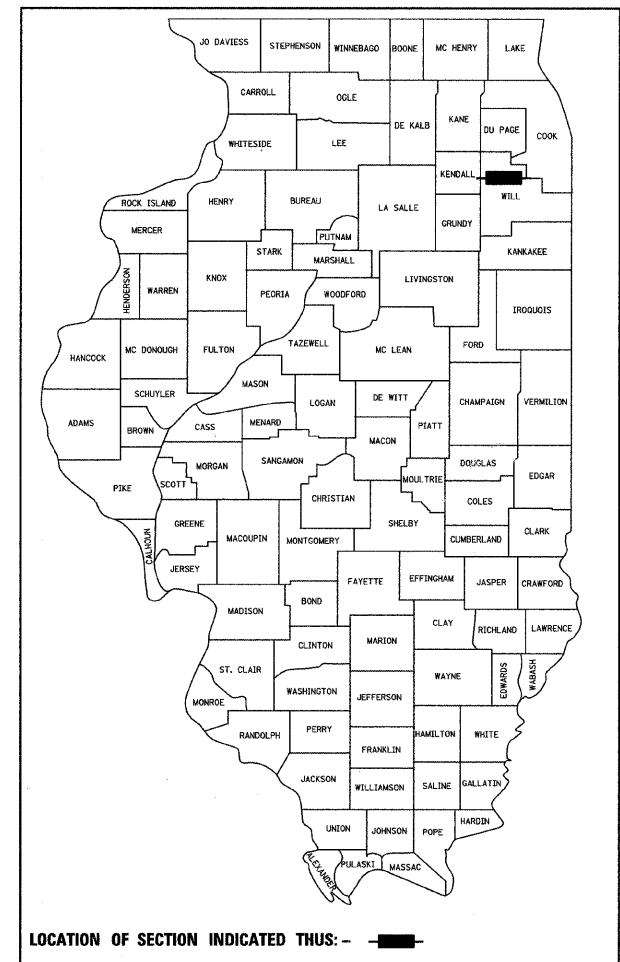 JO DAVIESS STEPHENSON WINNEBAGO BOONE MC HENRY LAKE
CARROLL OGLE DE KALB KANE DU PAGE COOK
WHITESIDE LEE
KENDALL WILL
ROCK ISLAND HENRY BUREAU LA SALLE GRUNDY
MERCER PUTNAM
STARK MARSHALL KANKAKEE
HENDERSON WARREN KNOX PEORIA WOODFORD LIVINGSTON IROQUOIS
HANCOCK MC DONOUGH FULTON TAZEWELL MC LEAN FORD
SCHUYLER MASON LOGAN DE WITT CHAMPAIGN VERMILION
ADAMS BROWN CASS MENARD MACON PIATT
PIKE SCOTT MORGAN SANGAMON CHRISTIAN MOULTRIE DOUGLAS EDGAR
COLES
CALHOUN GREENE MACOUPIN MONTGOMERY SHELBY CUMBERLAND CLARK
JERSEY FAYETTE EFFINGHAM JASPER CRAWFORD
MADISON BOND
CLINTON MARION CLAY RICHLAND LAWRENCE
ST. CLAIR WASHINGTON JEFFERSON WAYNE EDWARDS WABASH
MONROE
RANDOLPH PERRY FRANKLIN HAMILTON WHITE
JACKSON WILLIAMSON SALINE GALLATIN
UNION JOHNSON POPE HARDIN
ALEXANDER PULASKI MASSAC
LOCATION OF SECTION INDICATED THUS: -